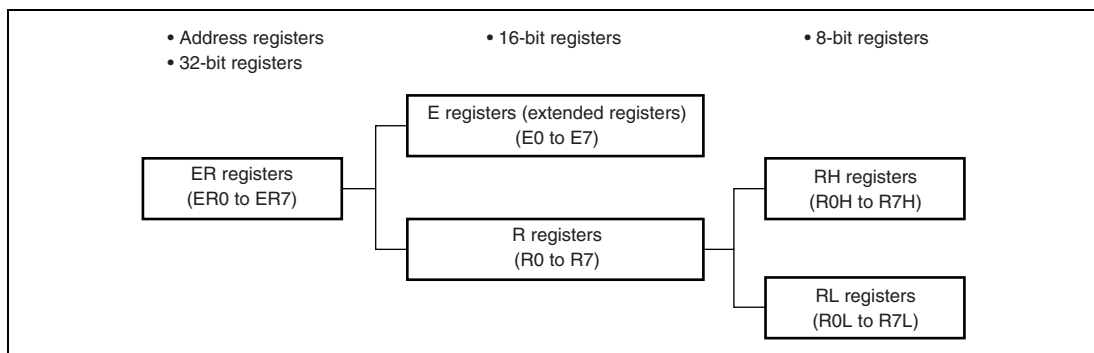 • Address registers
• 32-bit registers
• 16-bit registers
• 8-bit registers
E registers (extended registers)
(E0 to E7)
ER registers
(ER0 to ER7)
RH registers
(R0H to R7H)
R registers
(R0 to R7)
RL registers
(R0L to R7L)